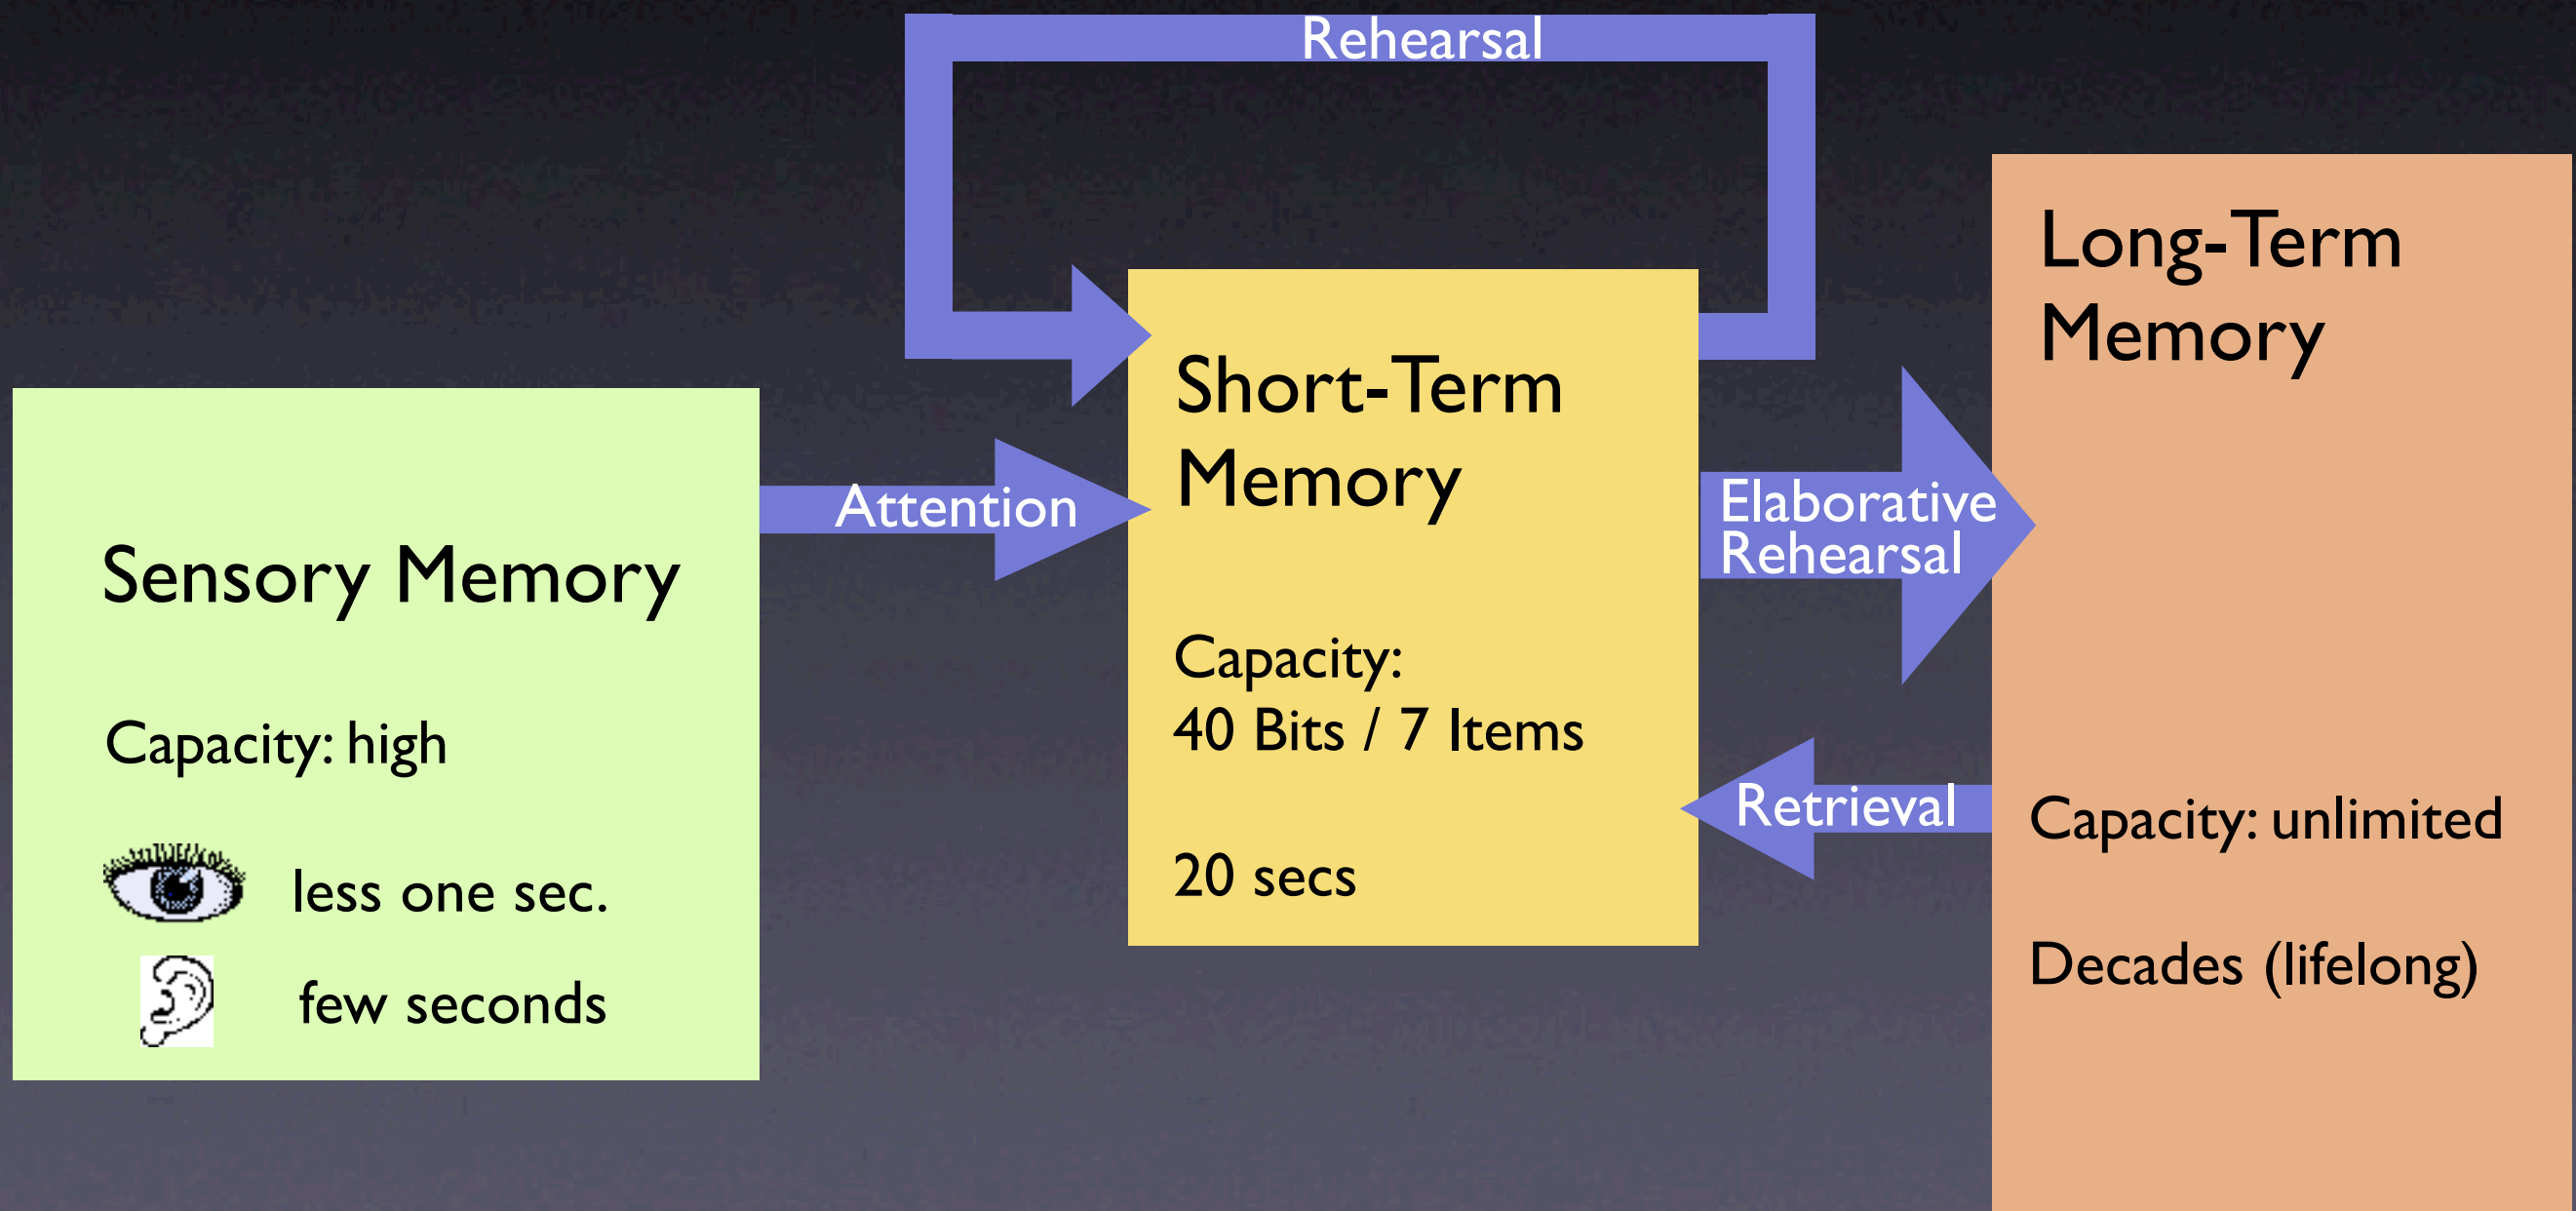 Rehearsal
Sensory Memory
Capacity: high
less one sec.
few seconds
Attention
Short-Term
Memory
Capacity:
40 Bits / 7 Items
20 secs
Elaborative
Rehearsal
Retrieval
Long-Term
Memory
Capacity: unlimited
Decades (lifelong)